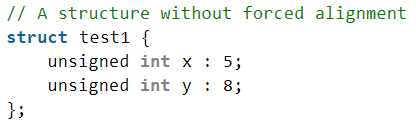 // A structure without forced alignment
struct test1 {
    unsigned int x : 5;
    unsigned int y : 8;
};